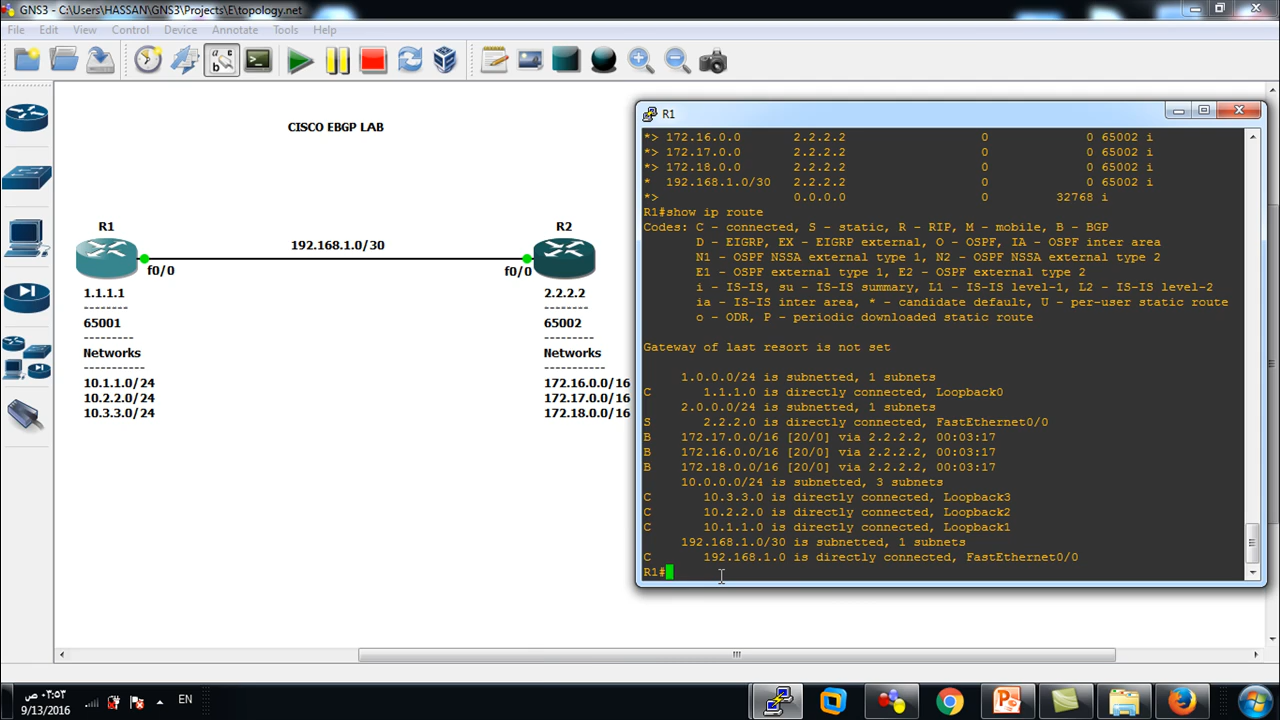 GNS3 - C:\Users\HASSAN\GNS3\Projects\E\topology.net
File Edit View Control Device Annotate Tools Help
CISCO EBGP LAB
R1
R2
192.168.1.0/30
f0/0
f0/0
1.1.1.1
--------
65001
---------
Networks
-----------
10.1.1.0/24
10.2.2.0/24
10.3.3.0/24
2.2.2.2
--------
65002
---------
Networks
-----------
172.16.0.0/16
172.17.0.0/16
172.18.0.0/16
R1
*> 172.16.0.0 2.2.2.2 0 0 65002 i
*> 172.17.0.0 2.2.2.2 0 0 65002 i
*> 172.18.0.0 2.2.2.2 0 0 65002 i
* 192.168.1.0/30 2.2.2.2 0 0 65002 i
*> 0.0.0.0 0 32768 i
R1#show ip route
Codes: C - connected, S - static, R - RIP, M - mobile, B - BGP
D - EIGRP, EX - EIGRP external, O - OSPF, IA - OSPF inter area
N1 - OSPF NSSA external type 1, N2 - OSPF NSSA external type 2
E1 - OSPF external type 1, E2 - OSPF external type 2
i - IS-IS, su - IS-IS summary, L1 - IS-IS level-1, L2 - IS-IS level-2
ia - IS-IS inter area, * - candidate default, U - per-user static route
o - ODR, P - periodic downloaded static route
Gateway of last resort is not set
1.0.0.0/24 is subnetted, 1 subnets
C 1.1.1.0 is directly connected, Loopback0
2.0.0.0/24 is subnetted, 1 subnets
S 2.2.2.0 is directly connected, FastEthernet0/0
B 172.17.0.0/16 [20/0] via 2.2.2.2, 00:03:17
B 172.16.0.0/16 [20/0] via 2.2.2.2, 00:03:17
B 172.18.0.0/16 [20/0] via 2.2.2.2, 00:03:17
10.0.0.0/24 is subnetted, 3 subnets
C 10.3.3.0 is directly connected, Loopback3
C 10.2.2.0 is directly connected, Loopback2
C 10.1.1.0 is directly connected, Loopback1
192.168.1.0/30 is subnetted, 1 subnets
C 192.168.1.0 is directly connected, FastEthernet0/0
R1#
٠٢:٥٣ ص
9/13/2016
EN